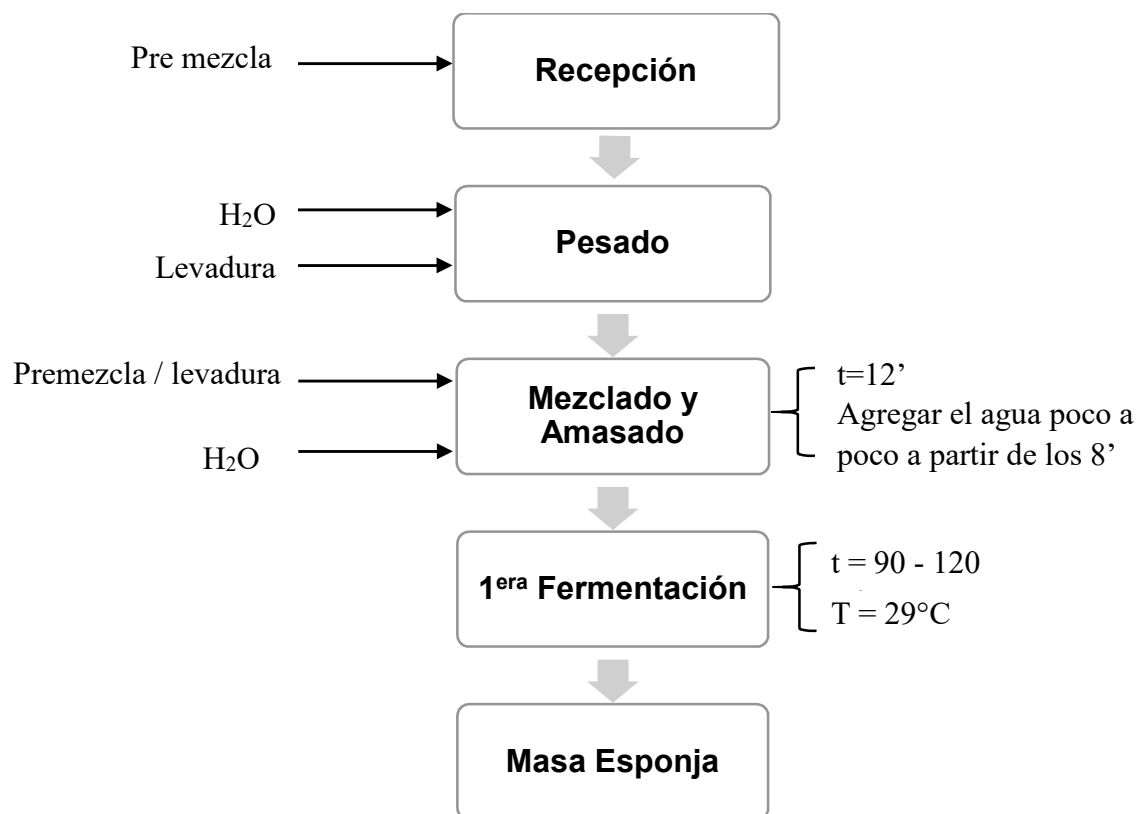 Pre mezcla
Recepción
H₂O
Levadura
Pesado
Premezcla / levadura
H₂O
Mezclado y
Amasado
t=12’
Agregar el agua poco a
poco a partir de los 8’
1ᵉʳᵃ Fermentación
t = 90 - 120
T = 29°C
Masa Esponja